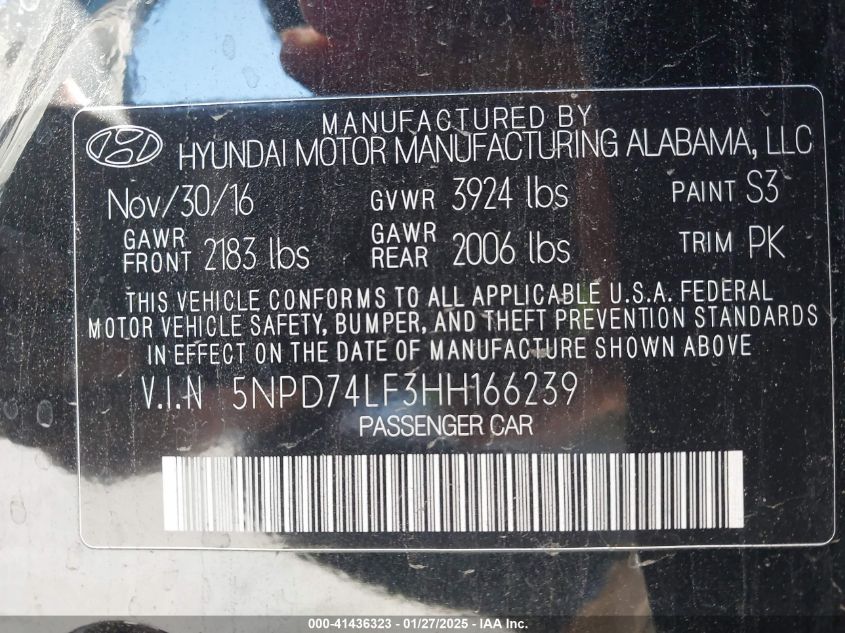 MANUFACTURED BY
HYUNDAI MOTOR MANUFACTURING ALABAMA, LLC
Nov/30/16 GVWR 3924 lbs PAINT S3
GAWR FRONT 2183 lbs GAWR REAR 2006 lbs TRIM PK
THIS VEHICLE CONFORMS TO ALL APPLICABLE U.S.A. FEDERAL
MOTOR VEHICLE SAFETY, BUMPER, AND THEFT PREVENTION STANDARDS
IN EFFECT ON THE DATE OF MANUFACTURE SHOWN ABOVE
V.I.N 5NPD74LF3HH166239
PASSENGER CAR
000-41436323 - 01/27/2025 - IAA Inc.